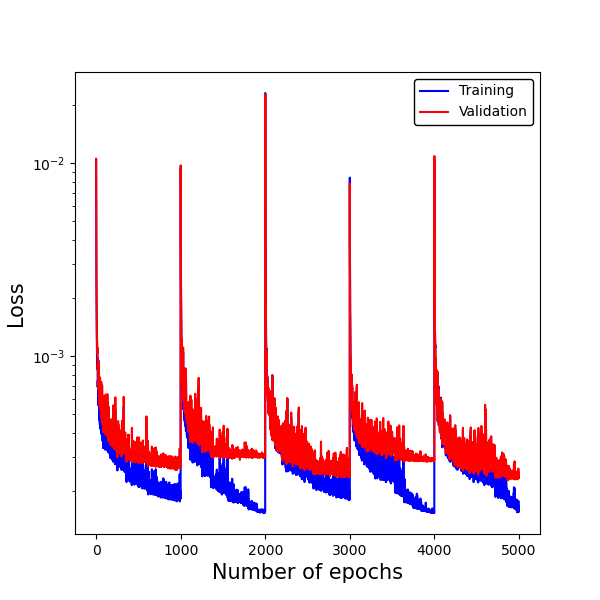 Training
Validation
10⁻²
10⁻³
Loss
0 1000 2000 3000 4000 5000
Number of epochs